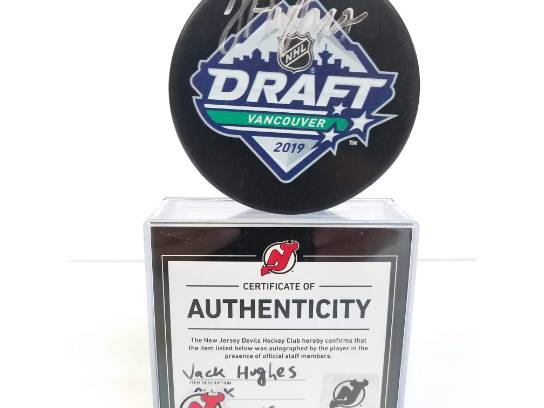 NHL
DRAFT
VANCOUVER
2019
TM
CERTIFICATE OF
AUTHENTICITY
The New Jersey Devils Hockey Club hereby confirms that
the item listed below was autographed by the player in the
presence of official staff members.
Jack Hughes
ITEM DESCRIPTION